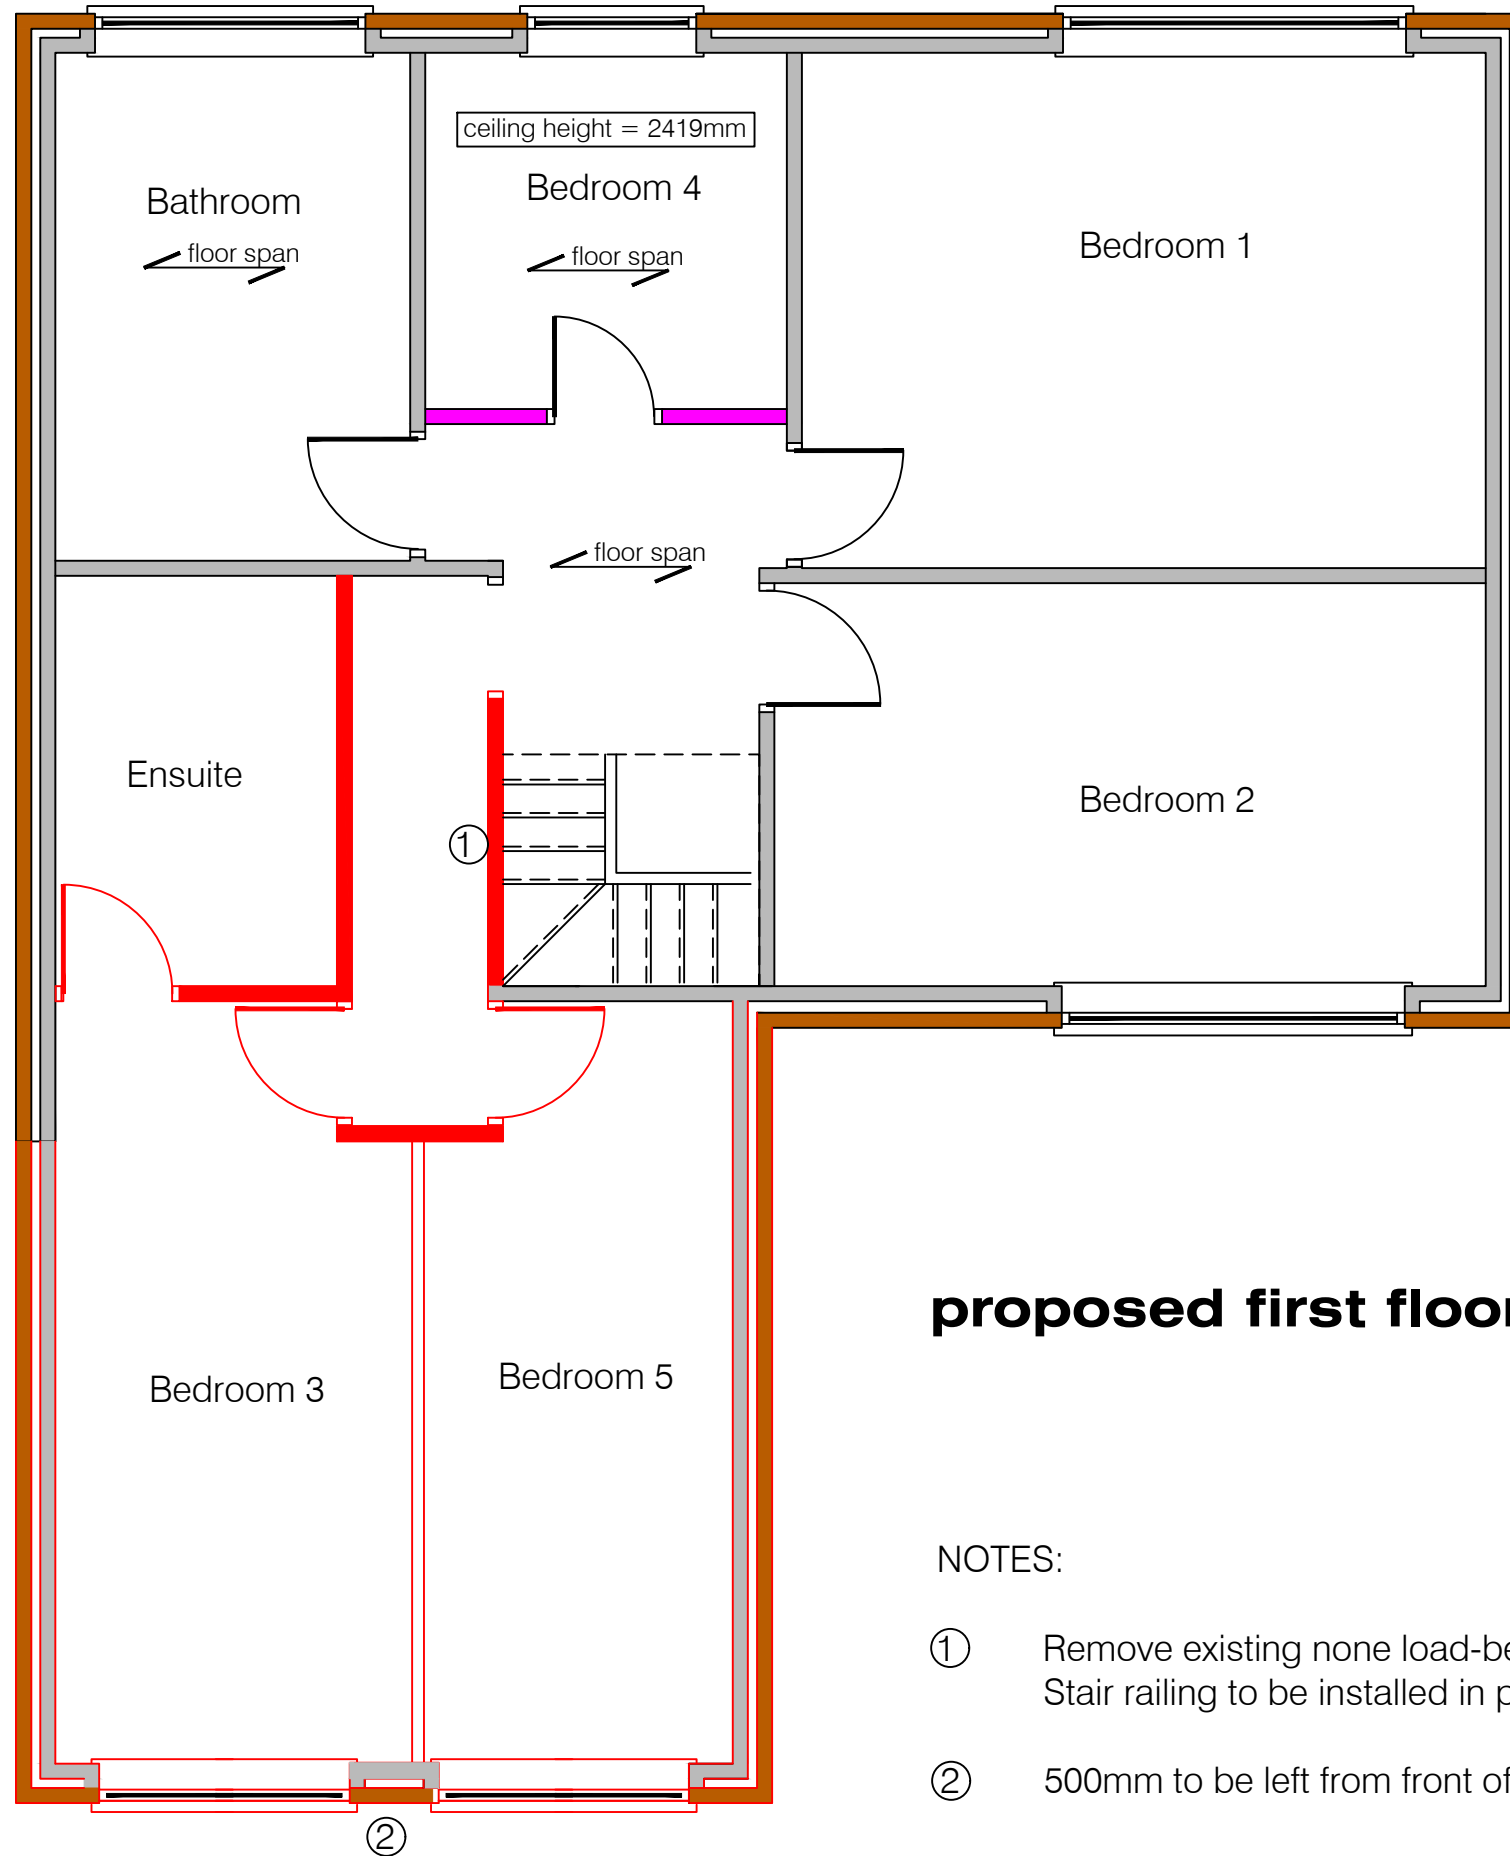 ceiling height = 2419mm
Bathroom
Bedroom 4
floor span
floor span
Bedroom 1
floor span
Ensuite
Bedroom 2
1
proposed first floor
Bedroom 3
Bedroom 5
NOTES:
1 Remove existing none load-be
Stair railing to be installed in p
2 500mm to be left from front of
2